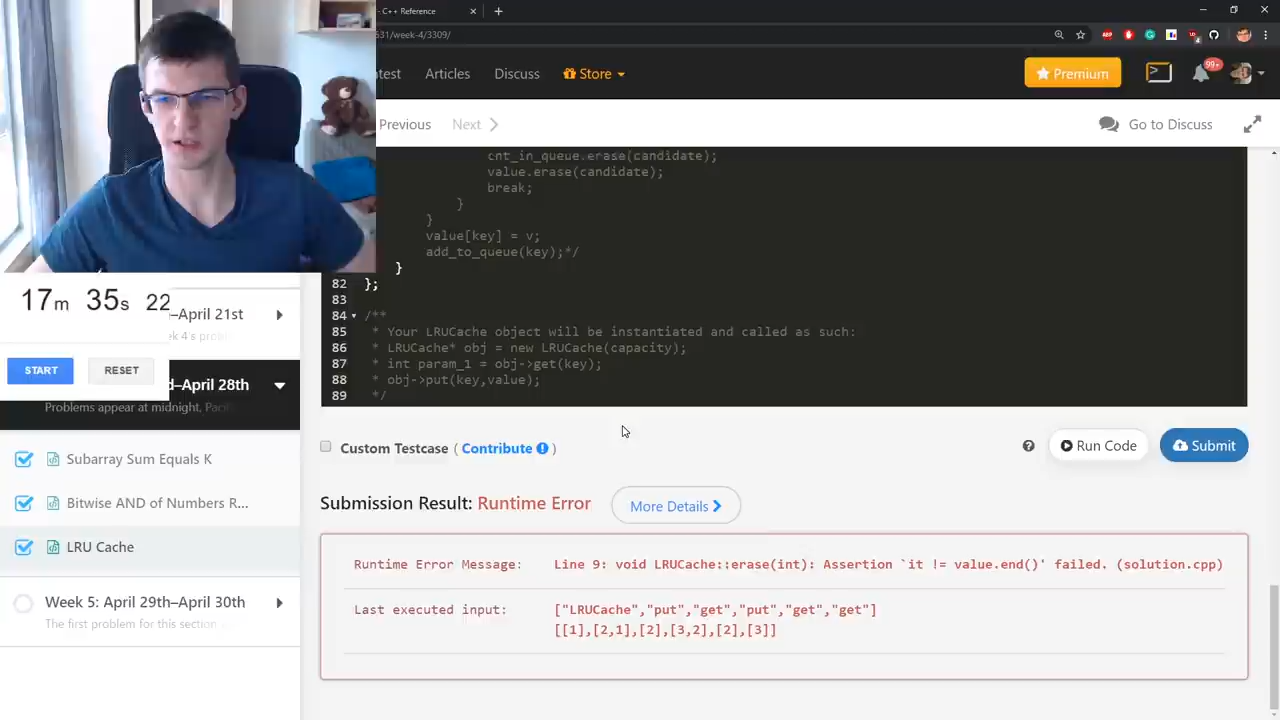 - C++ Reference
531/week-4/3309/
Articles
Discuss
Store
Premium
99+
Previous
Next
Go to Discuss
cnt_in_queue.erase(candidate);
value.erase(candidate);
break;
}
}
value[key] = v;
add_to_queue(key);*/
}
82 };
83
84 /**
85 * Your LRUCache object will be instantiated and called as such:
86 * LRUCache* obj = new LRUCache(capacity);
87 * int param_1 = obj->get(key);
88 * obj->put(key,value);
89 */
17m 35s 22
START RESET
–April 21st
d–April 28th
Problems appear at midnight, Pacif
Subarray Sum Equals K
Bitwise AND of Numbers R...
LRU Cache
Week 5: April 29th–April 30th
The first problem for this section
Custom Testcase ( Contribute )
Run Code
Submit
Submission Result: Runtime Error
More Details
Runtime Error Message: Line 9: void LRUCache::erase(int): Assertion `it != value.end()' failed. (solution.cpp)
Last executed input: ["LRUCache","put","get","put","get","get"]
[[1],[2,1],[2],[3,2],[2],[3]]